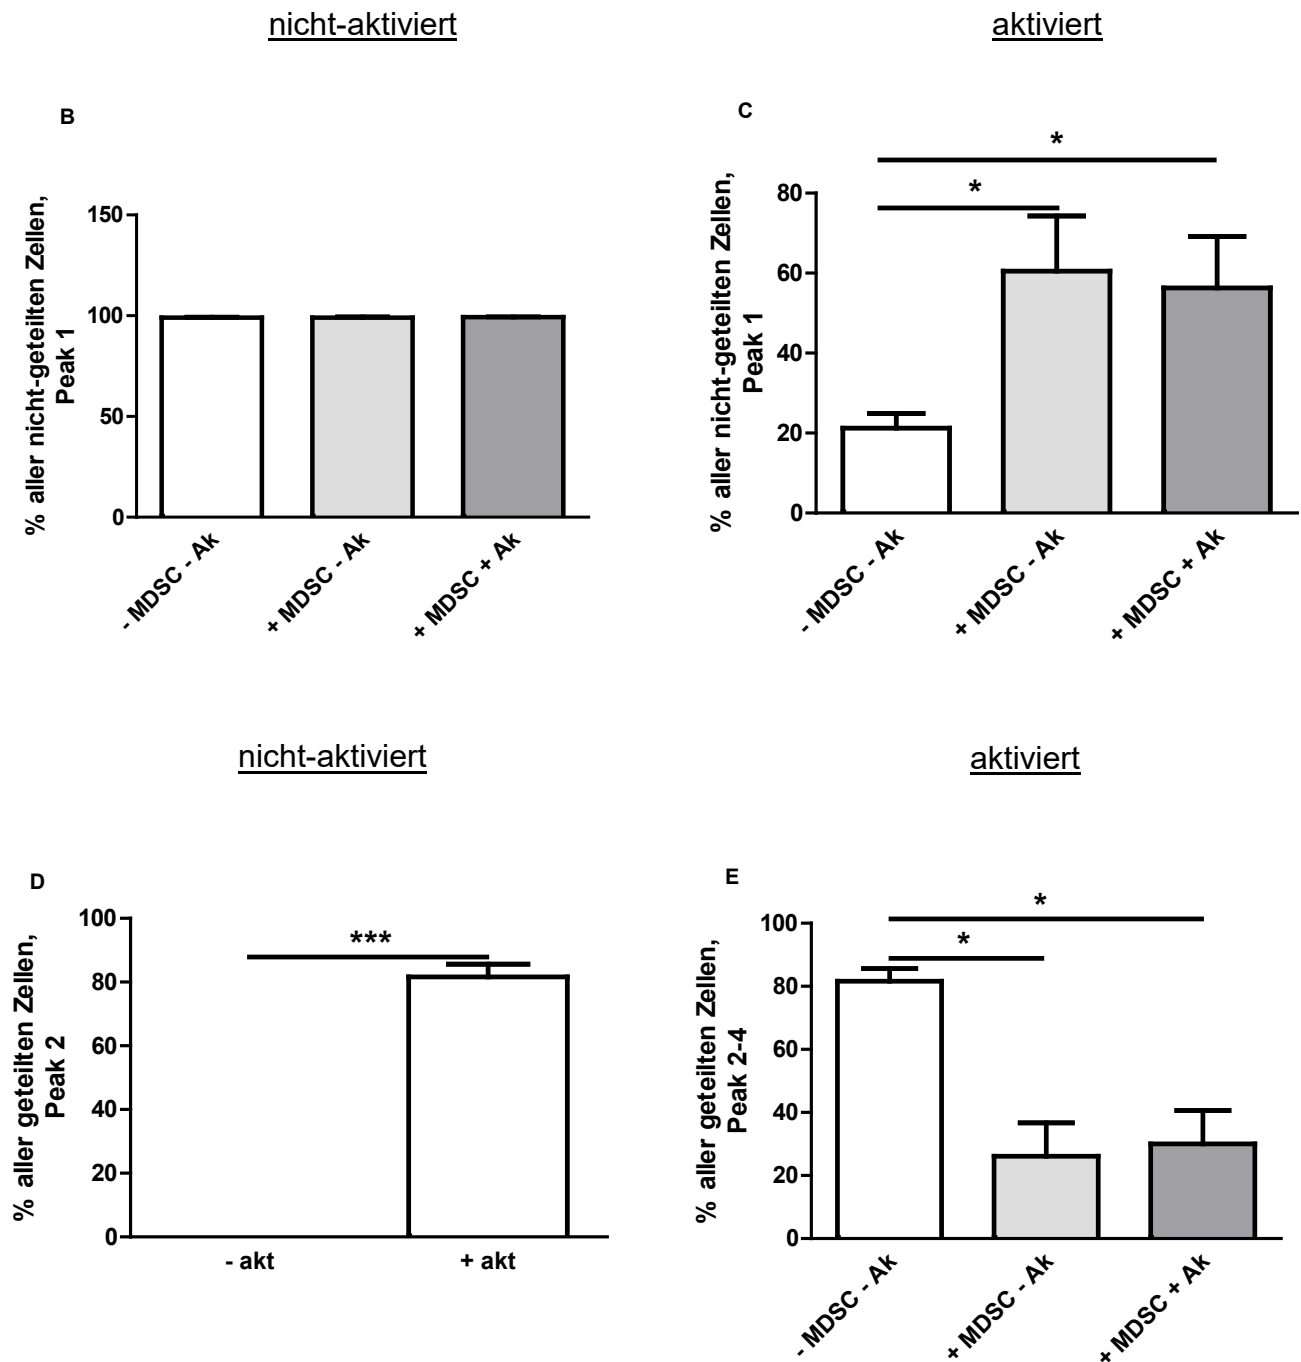 nicht-aktiviert
aktiviert
B
% aller nicht-geteilten Zellen,
Peak 1
150
100
50
0
- MDSC - Ak
+ MDSC - Ak
+ MDSC + Ak
C
% aller nicht-geteilten Zellen,
Peak 1
80
60
40
20
0
*
*
- MDSC - Ak
+ MDSC - Ak
+ MDSC + Ak
nicht-aktiviert
aktiviert
D
% aller geteilten Zellen,
Peak 2
100
80
60
40
20
0
***
- akt
+ akt
E
% aller geteilten Zellen,
Peak 2-4
100
80
60
40
20
0
*
*
- MDSC - Ak
+ MDSC - Ak
+ MDSC + Ak